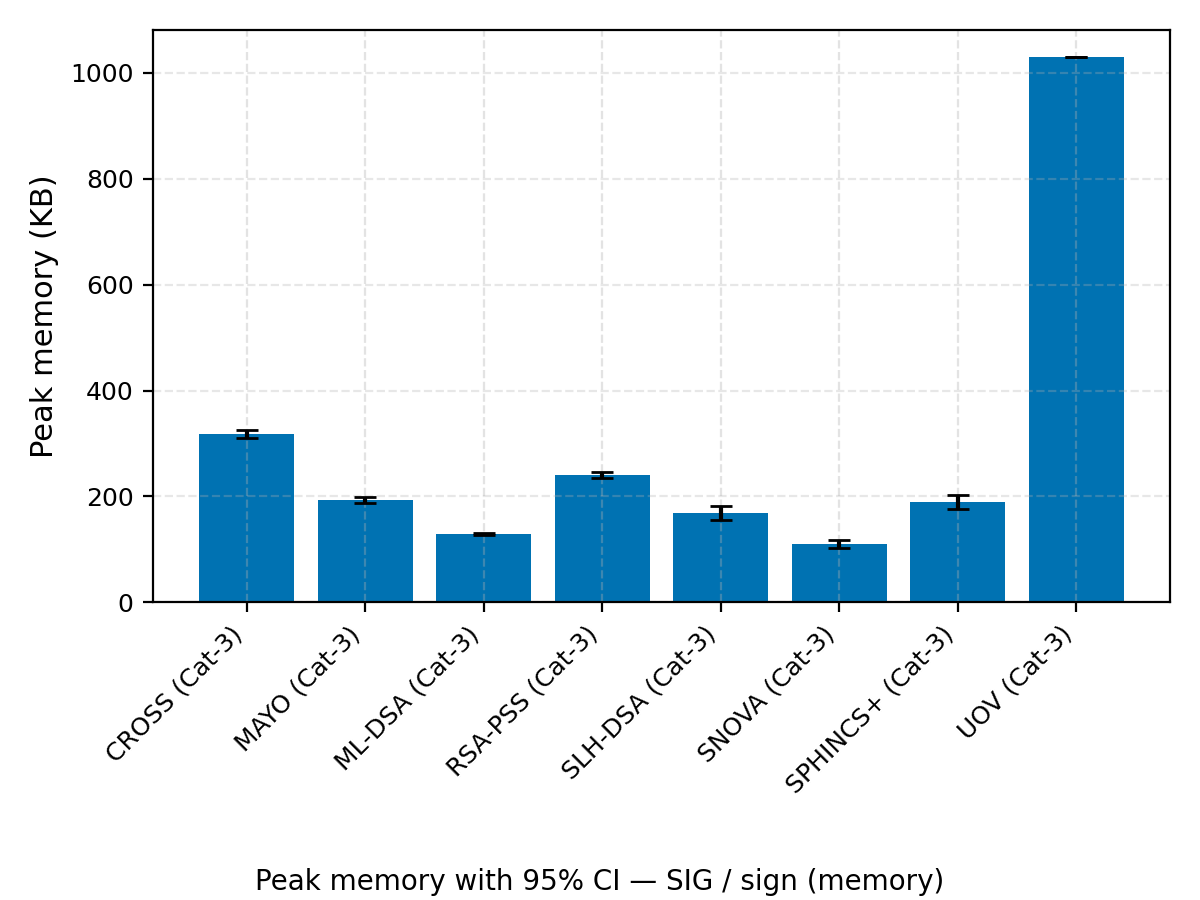 Peak memory (KB)
1000
800
600
400
200
0
CROSS (Cat-3)
MAYO (Cat-3)
ML-DSA (Cat-3)
RSA-PSS (Cat-3)
SLH-DSA (Cat-3)
SNOVA (Cat-3)
SPHINCS+ (Cat-3)
UOV (Cat-3)
Peak memory with 95% CI — SIG / sign (memory)